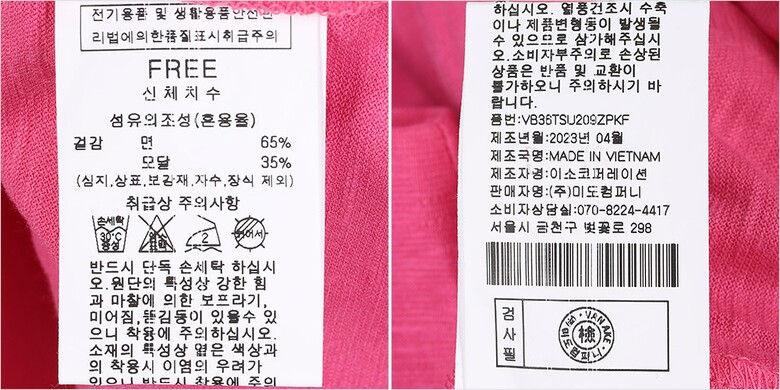 전기용품 및 생활용품안전관
리법에의한품질표시취급주의
FREE
신체치수
섬유의조성(혼용율)
겉감 면 65%
모달 35%
(심지,상표,보강재,자수,장식 제외)
취급상 주의사항
손세탁
30℃
중성
2
반드시 단독 손세탁 하십시
오.원단의 특성상 강한 힘
과 마찰에 의한 보프라기,
미어짐,뜯김등이 있을수 있
으니 착용에 주의하십시오.
소재의 특성상 옅은 색상과
의 착용시 이염의 우려가
있으니 반드시 착용에 주의
하십시오. 열풍건조시 수축
이나 제품변형등이 발생될
수 있으므로 삼가해주십시
오.소비자부주의로 손상된
상품은 반품 및 교환이
불가하오니 주의하시기 바
랍니다.
품번:VB36TSU209ZPKF
제조년월:2023년 04월
제조국명:MADE IN VIETNAM
제조자명:이소코퍼레이션
판매자명:(주)미도컴퍼니
소비자상담실:070-8224-4417
서울시 금천구 벚꽃로 298
검사필
檢